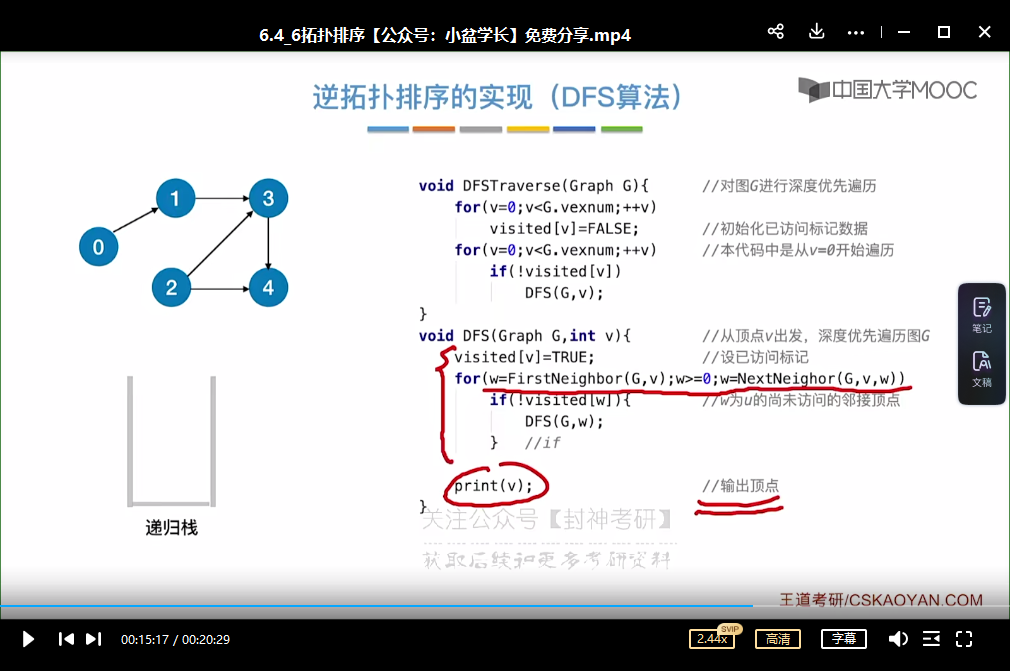 6.4_6拓扑排序【公众号：小盆学长】免费分享.mp4
逆拓扑排序的实现（DFS算法）
中国大学MOOC
0
1
3
2
4
递归栈
void DFSTraverse(Graph G){ //对图G进行深度优先遍历
for(v=0;v<G.vexnum;++v)
visited[v]=FALSE; //初始化已访问标记数据
for(v=0;v<G.vexnum;++v) //本代码中是从v=0开始遍历
if(!visited[v])
DFS(G,v);
}
void DFS(Graph G,int v){ //从顶点v出发，深度优先遍历图G
visited[v]=TRUE; //设已访问标记
for(w=FirstNeighbor(G,v);w>=0;w=NextNeighor(G,v,w))
if(!visited[w]){ //w为u的尚未访问的邻接顶点
DFS(G,w);
} //if
print(v); //输出顶点
}
关注公众号【封神考研】
获取后续和更多考研资料
笔记
文稿
王道考研/CSKAOYAN.COM
00:15:17 / 00:20:29
2.44x
SVIP
高清
字幕